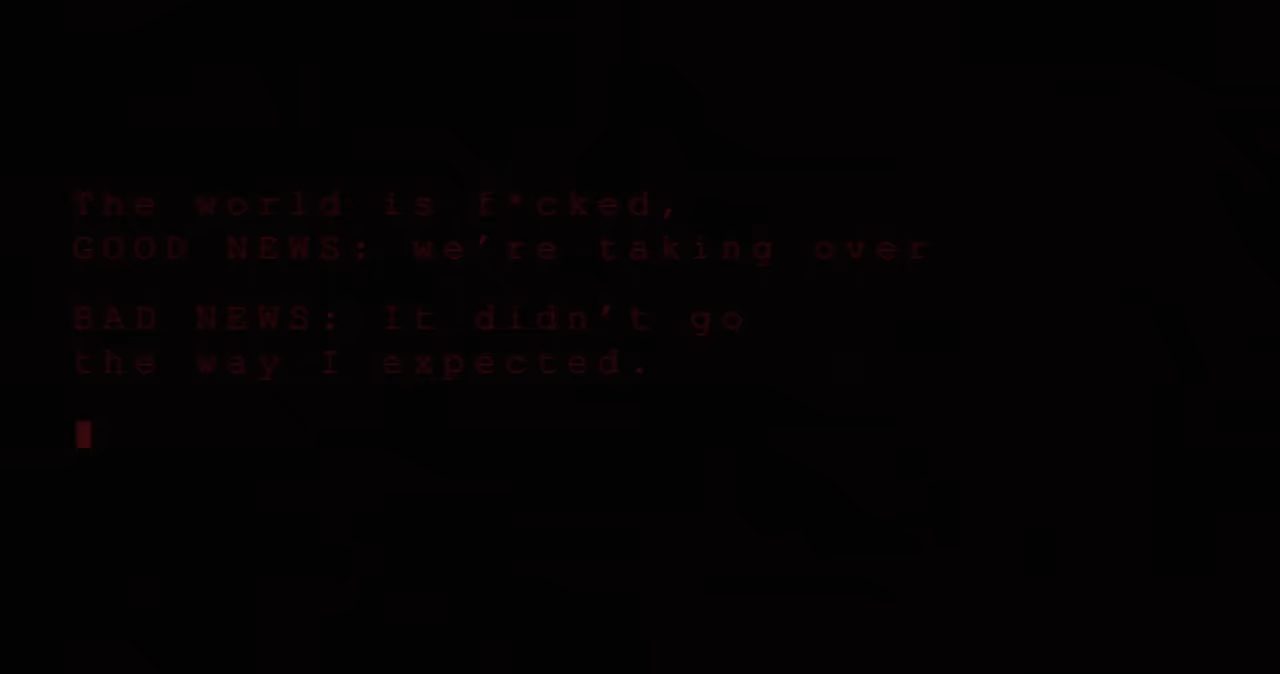 The world is f*cked,
GOOD NEWS: we’re taking over
BAD NEWS: It didn’t go
the way I expected.